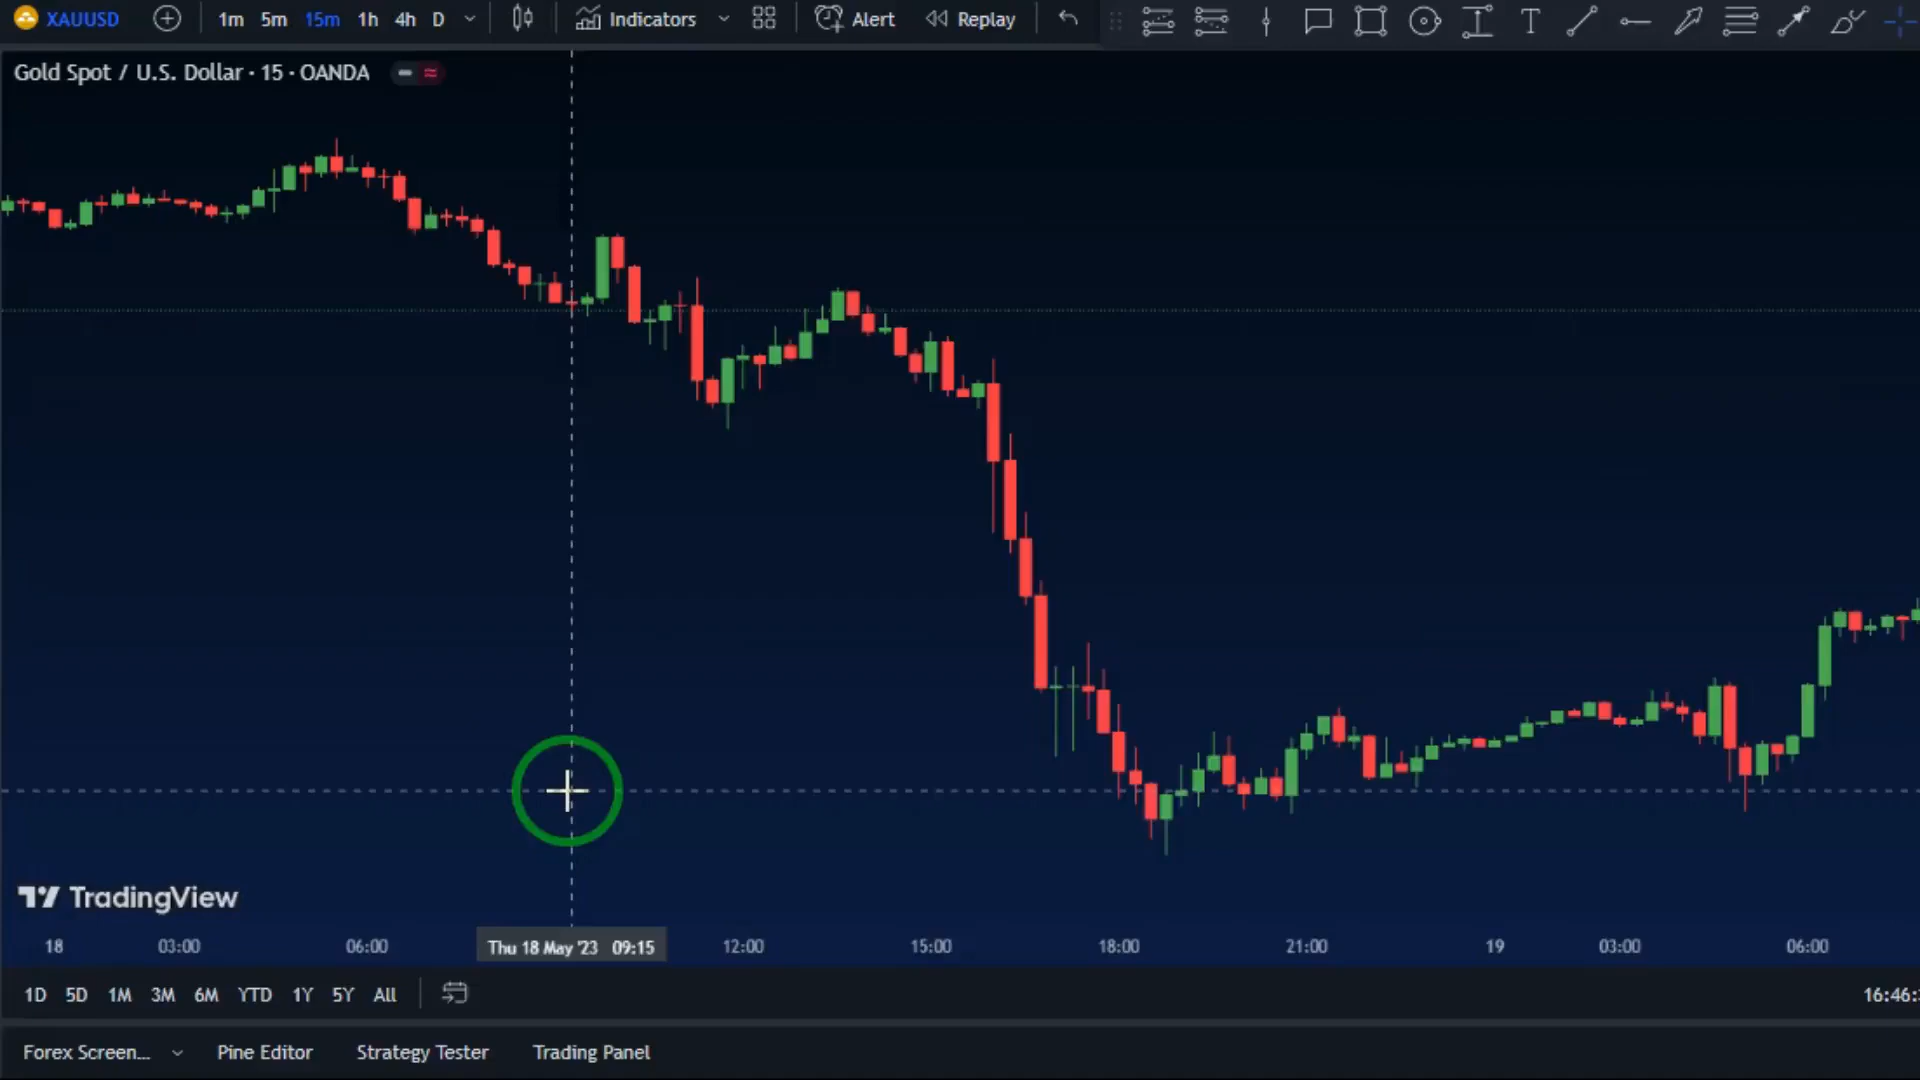 XAUUSD 1m 5m 15m 1h 4h D Indicators Alert Replay T
Gold Spot / U.S. Dollar · 15 · OANDA
TradingView
18 03:00 06:00 Thu 18 May '23 09:15 12:00 15:00 18:00 21:00 19 03:00 06:00
1D 5D 1M 3M 6M YTD 1Y 5Y All 16:46:
Forex Screen... Pine Editor Strategy Tester Trading Panel